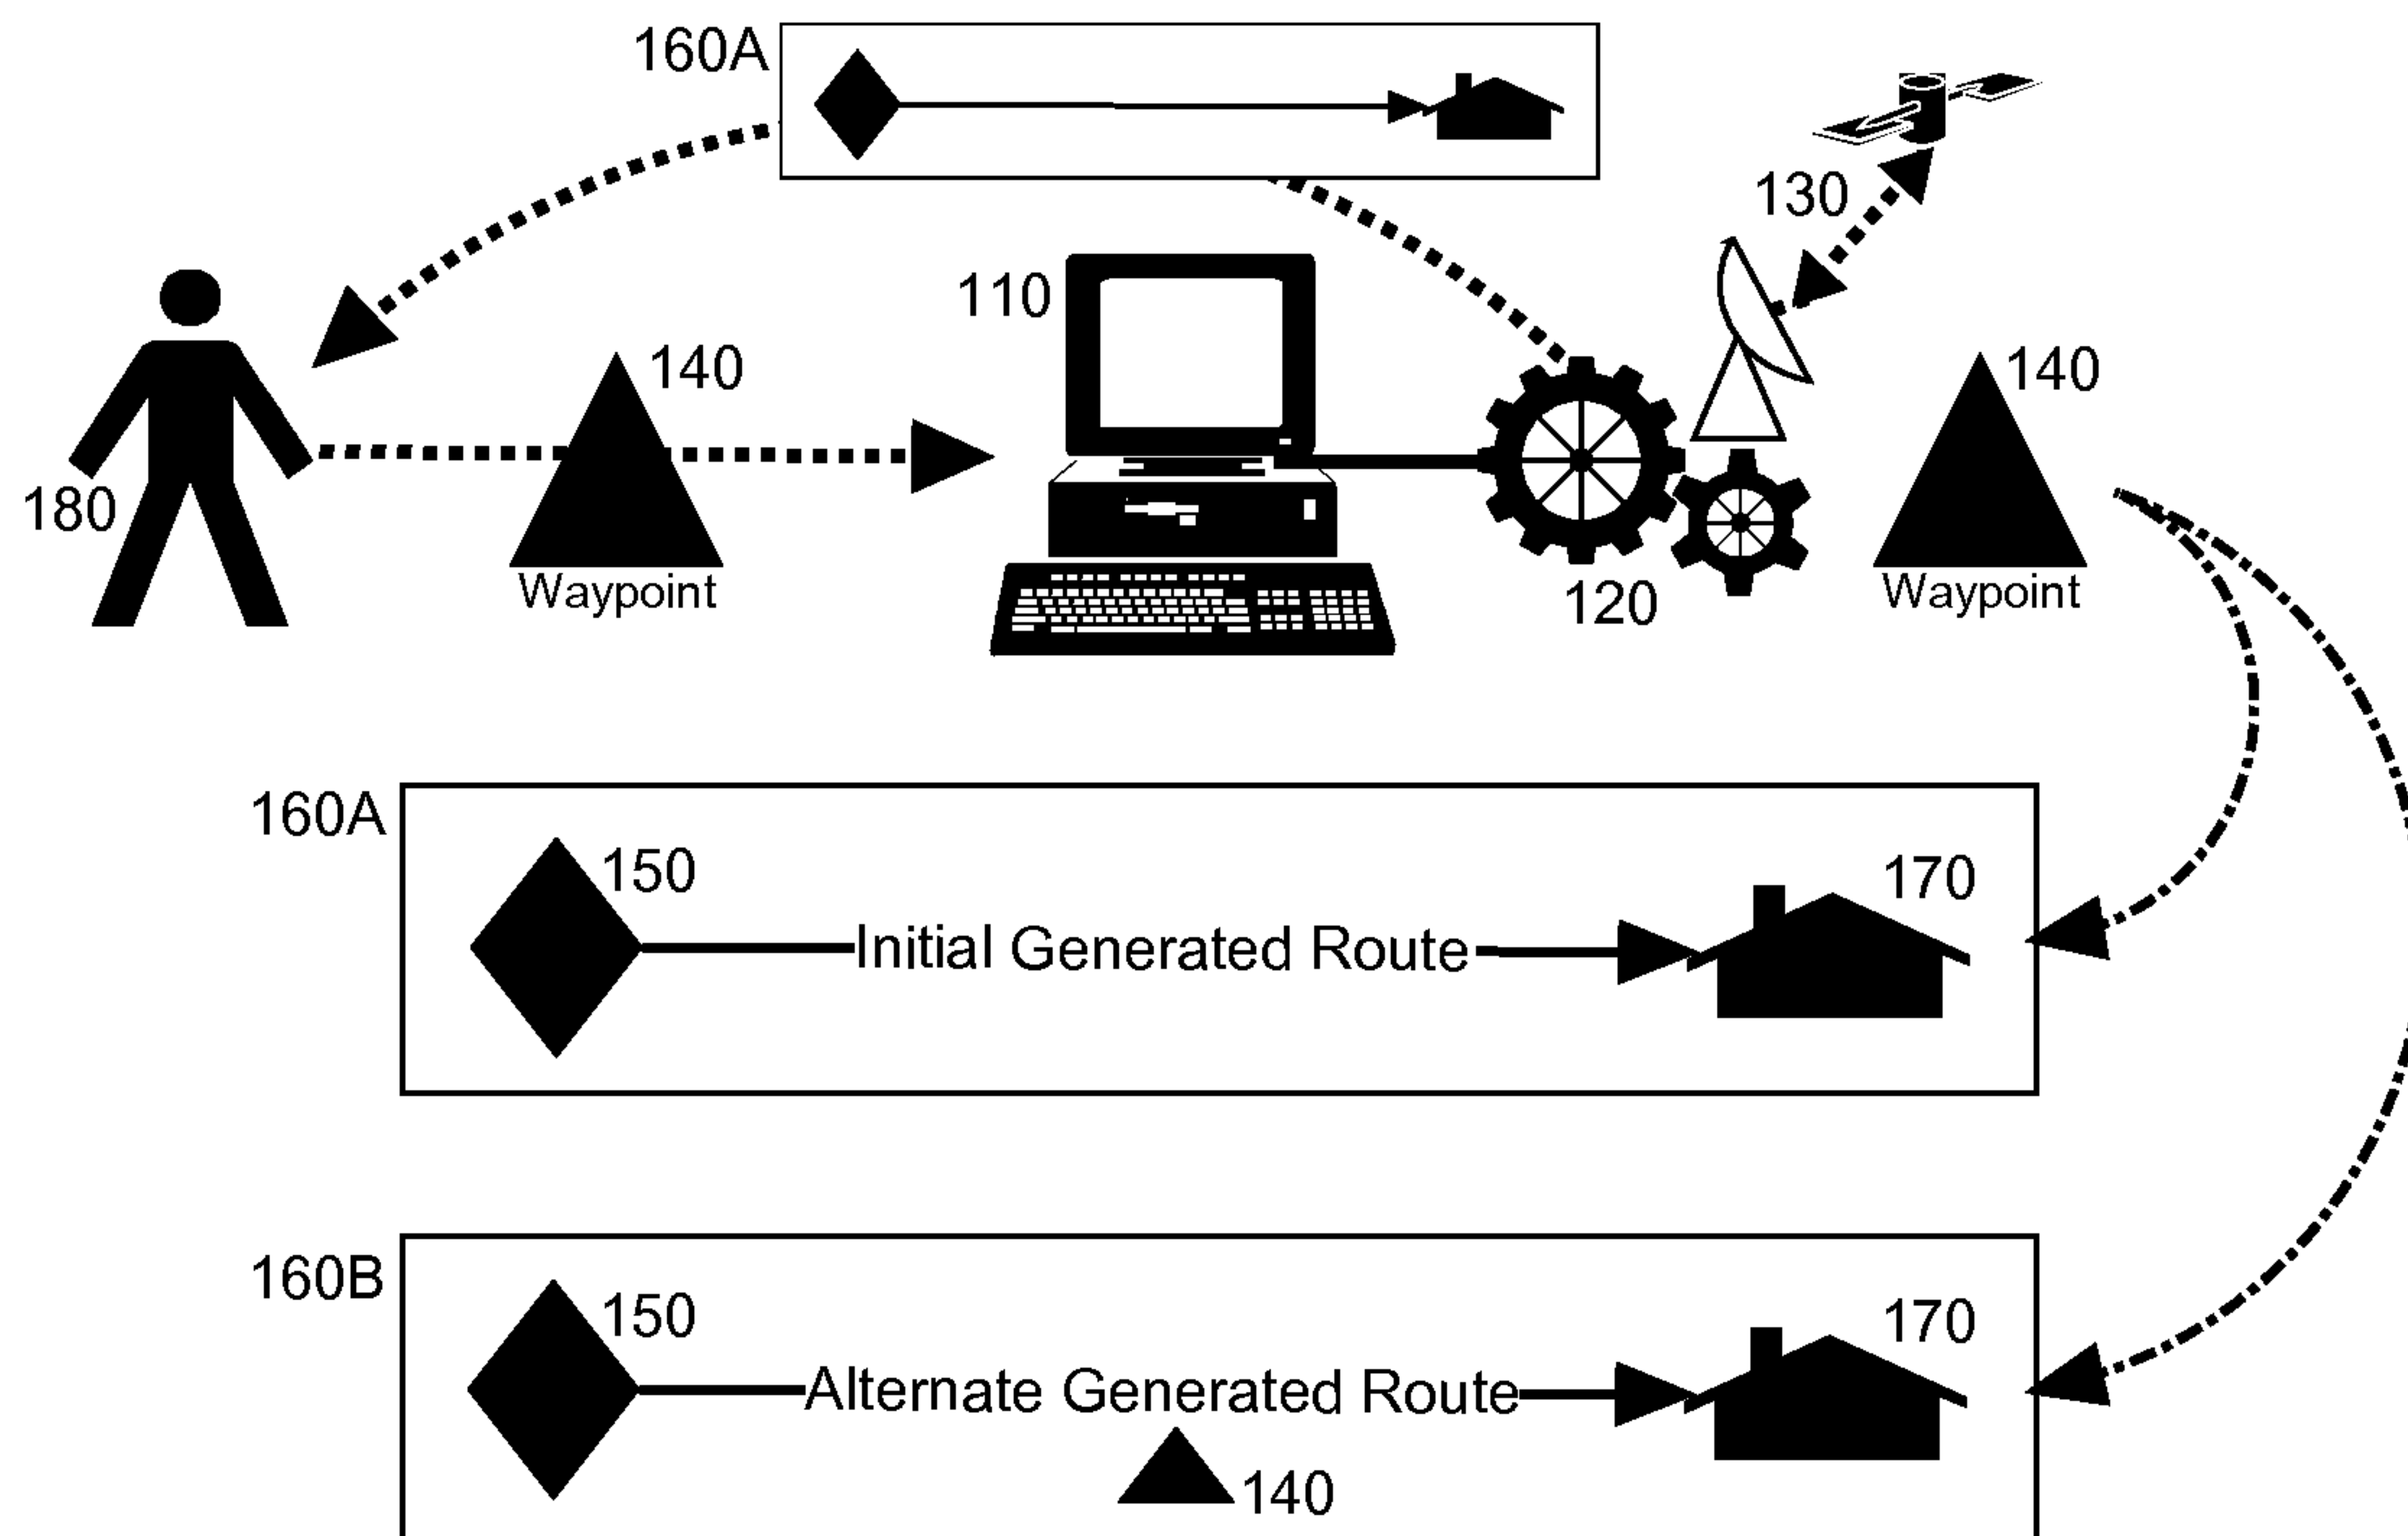 160A
130
110
140
140
180
Waypoint
120
Waypoint
160A
150
170
Initial Generated Route
160B
150
170
Alternate Generated Route
140